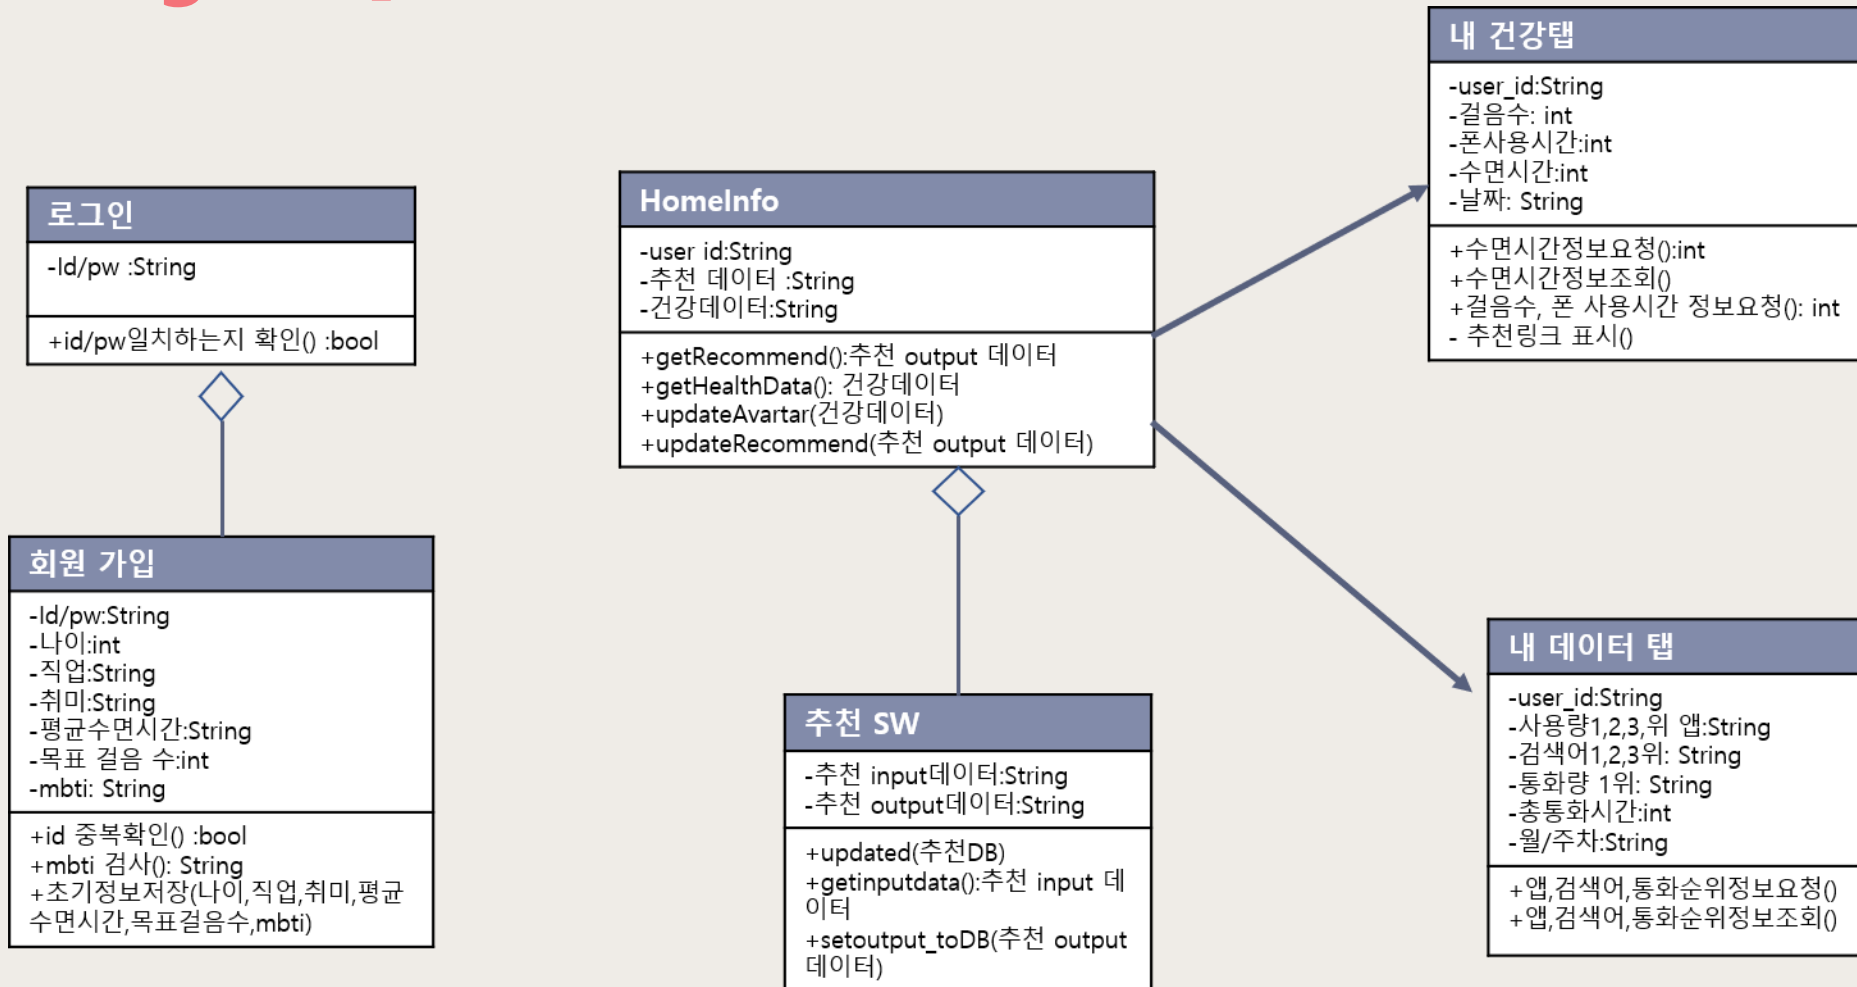 로그인
-Id/pw :String
+id/pw일치하는지 확인() :bool
회원 가입
-Id/pw:String
-나이:int
-직업:String
-취미:String
-평균수면시간:String
-목표 걸음 수:int
-mbti: String
+id 중복확인() :bool
+mbti 검사(): String
+초기정보저장(나이,직업,취미,평균
수면시간,목표걸음수,mbti)
HomeInfo
-user id:String
-추천 데이터 :String
-건강데이터:String
+getRecommend():추천 output 데이터
+getHealthData(): 건강데이터
+updateAvartar(건강데이터)
+updateRecommend(추천 output 데이터)
추천 SW
-추천 input데이터:String
-추천 output데이터:String
+updated(추천DB)
+getinputdata():추천 input 데
이터
+setoutput_toDB(추천 output
데이터)
내 건강탭
-user_id:String
-걸음수: int
-폰사용시간:int
-수면시간:int
-날짜: String
+수면시간정보요청():int
+수면시간정보조회()
+걸음수, 폰 사용시간 정보요청(): int
- 추천링크 표시()
내 데이터 탭
-user_id:String
-사용량1,2,3,위 앱:String
-검색어1,2,3위: String
-통화량 1위: String
-총통화시간:int
-월/주차:String
+앱,검색어,통화순위정보요청()
+앱,검색어,통화순위정보조회()